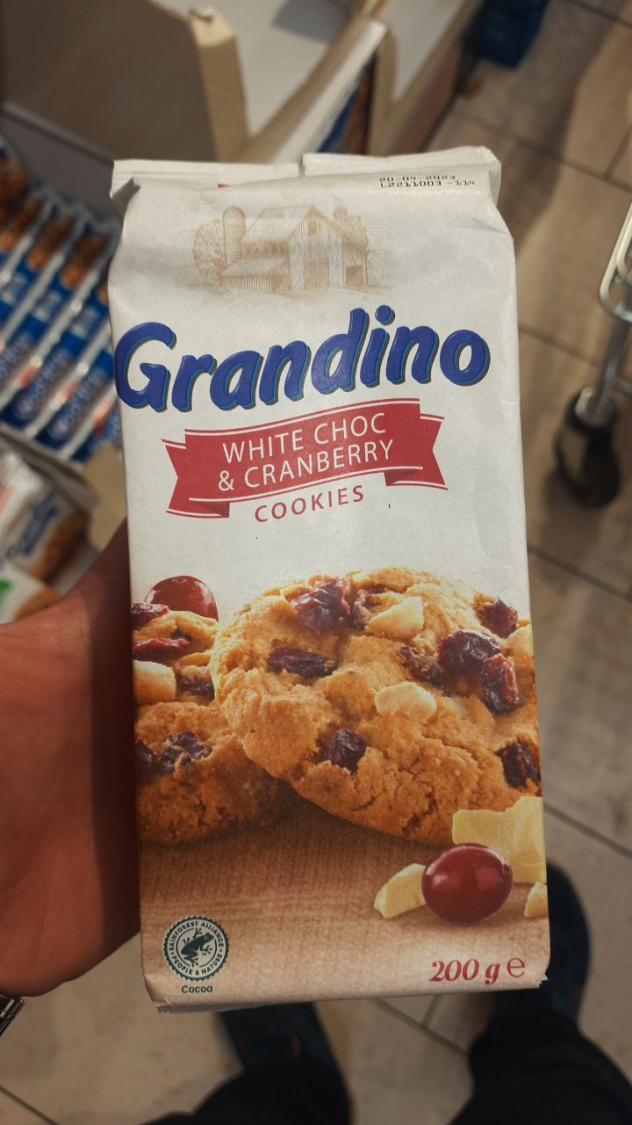 20-04-2023
L2211003 -114
Grandino
WHITE CHOC
& CRANBERRY
COOKIES
RAINFOREST ALLIANCE
• PEOPLE & NATURE •
Cocoa
200 g e